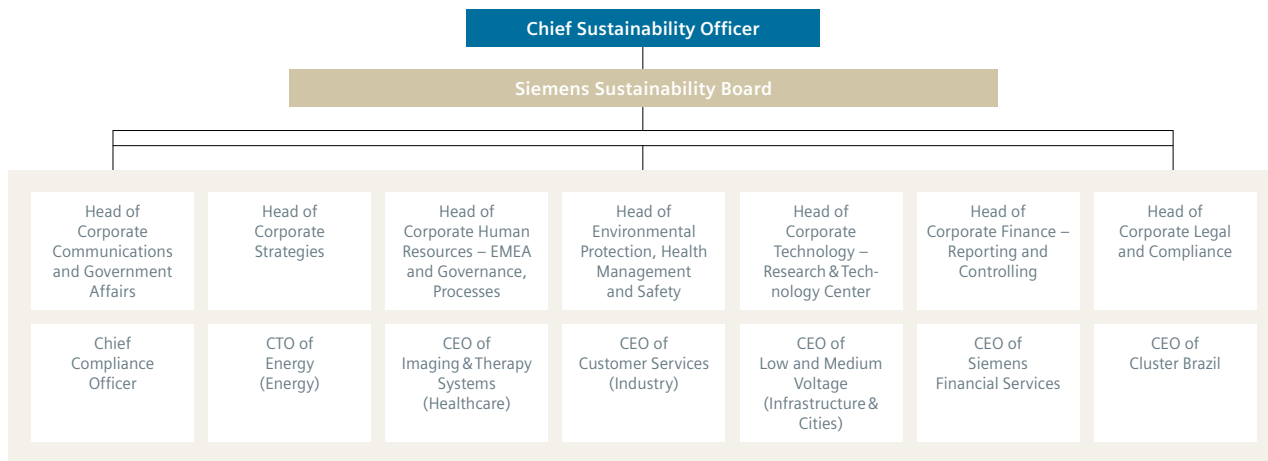 Chief Sustainability Officer
Siemens Sustainability Board
Head of
Corporate
Communications
and Government
Affairs
Head of
Corporate
Strategies
Head of
Corporate Human
Resources – EMEA
and Governance,
Processes
Head of
Environmental
Protection, Health
Management
and Safety
Head of
Corporate
Technology –
Research & Tech-
nology Center
Head of
Corporate Finance –
Reporting and
Controlling
Head of
Corporate Legal
and Compliance
Chief
Compliance
Officer
CTO of
Energy
(Energy)
CEO of
Imaging & Therapy
Systems
(Healthcare)
CEO of
Customer Services
(Industry)
CEO of
Low and Medium
Voltage
(Infrastructure &
Cities)
CEO of
Siemens
Financial Services
CEO of
Cluster Brazil